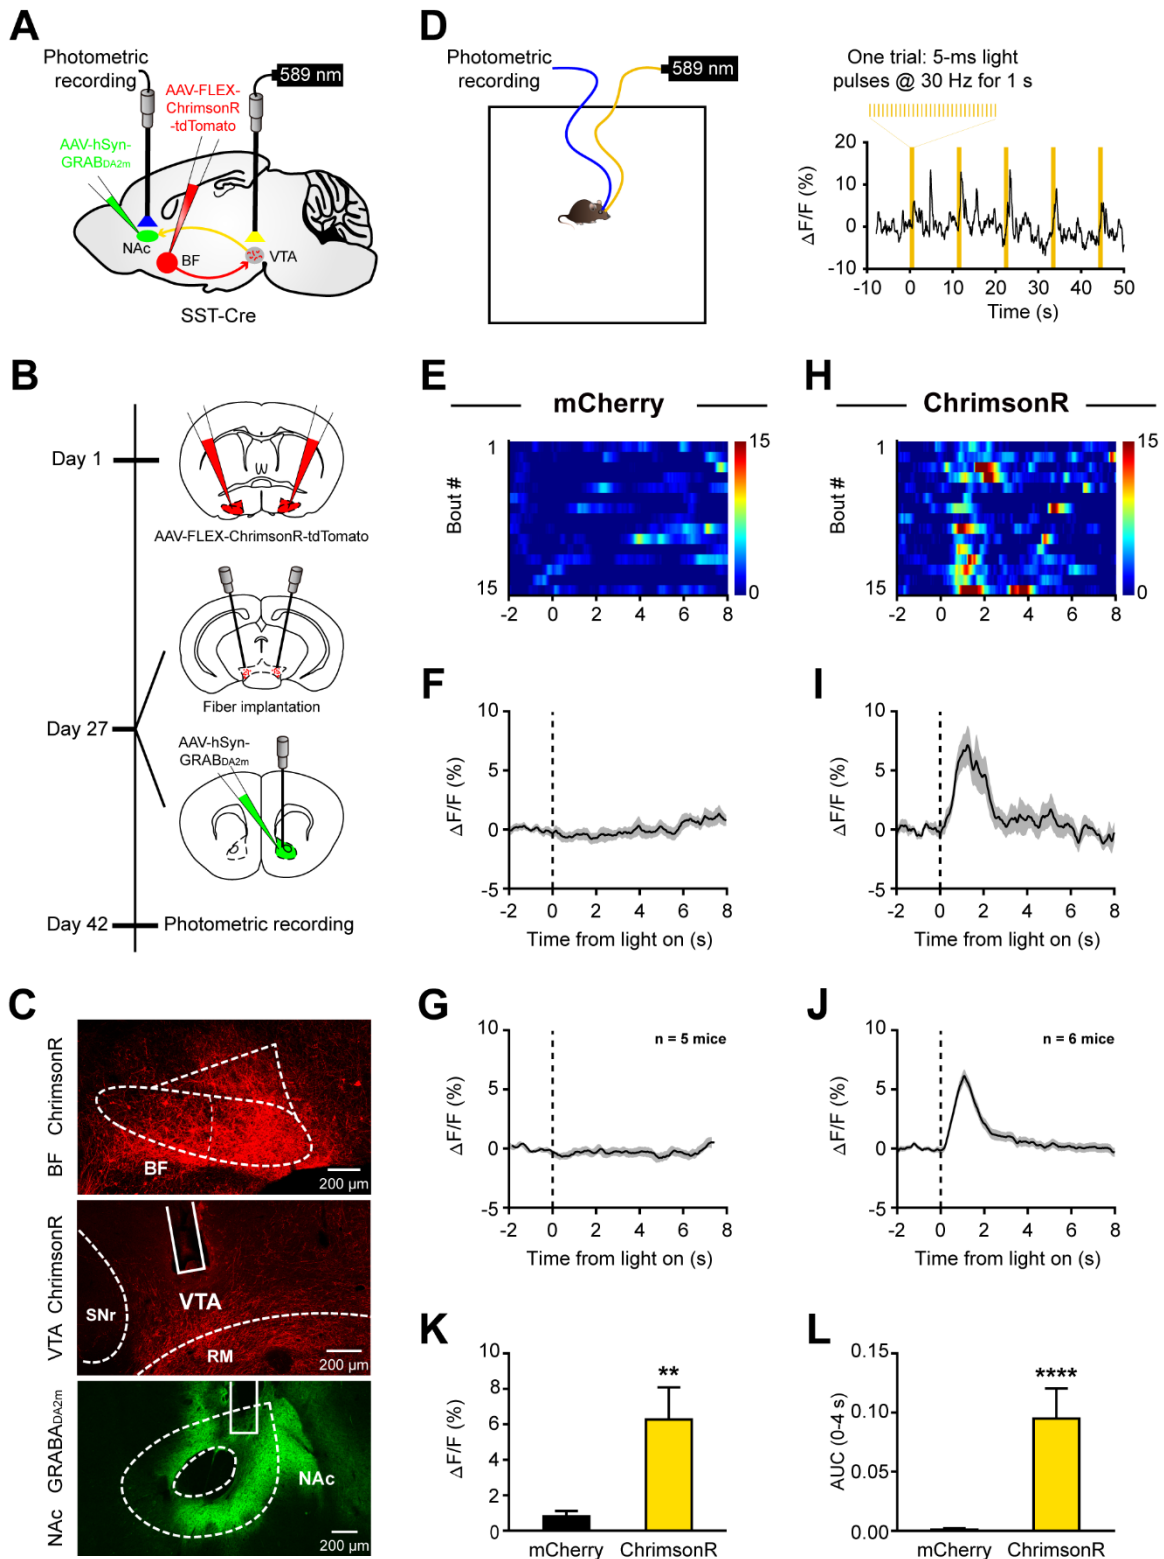 A
Photometric
recording
589 nm
AAV-FLEX-
ChrimsonR
-tdTomato
AAV-hSyn-
GRABDA2m
NAc
BF
VTA
SST-Cre
D
Photometric
recording
589 nm
One trial: 5-ms light
pulses @ 30 Hz for 1 s
ΔF/F (%)
20
10
0
-10
-10 0 10 20 30 40 50
Time (s)
B
Day 1
AAV-FLEX-ChrimsonR-tdTomato
Fiber implantation
Day 27
AAV-hSyn-
GRABDA2m
Day 42
Photometric recording
E
mCherry
Bout #
1
15
15
0
-2 0 2 4 6 8
H
ChrimsonR
Bout #
1
15
15
0
-2 0 2 4 6 8
F
ΔF/F (%)
10
5
0
-5
-2 0 2 4 6 8
Time from light on (s)
I
ΔF/F (%)
10
5
0
-5
-2 0 2 4 6 8
Time from light on (s)
C
BF ChrimsonR
BF
200 µm
VTA ChrimsonR
SNr
VTA
RM
200 µm
NAc GRABADA2m
NAc
200 µm
G
n = 5 mice
ΔF/F (%)
10
5
0
-5
-2 0 2 4 6 8
Time from light on (s)
J
n = 6 mice
ΔF/F (%)
10
5
0
-5
-2 0 2 4 6 8
Time from light on (s)
K
ΔF/F (%)
10
8
6
4
2
0
**
mCherry ChrimsonR
L
AUC (0-4 s)
0.15
0.10
0.05
0.00
****
mCherry ChrimsonR